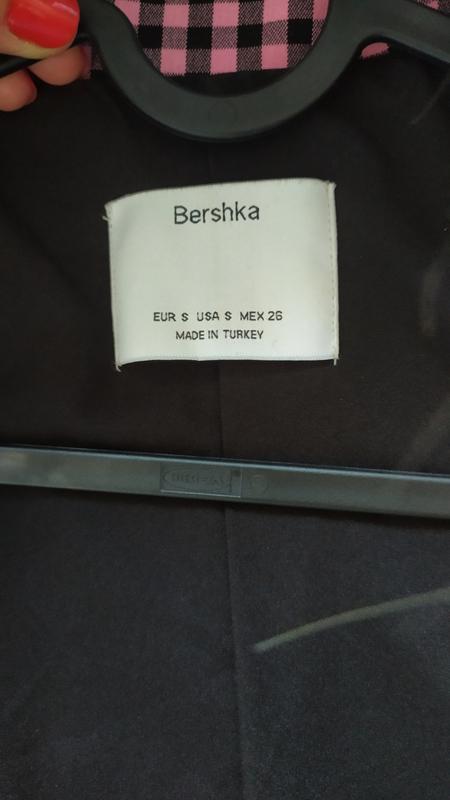 Bershka
EUR S USA S MEX 26
MADE IN TURKEY